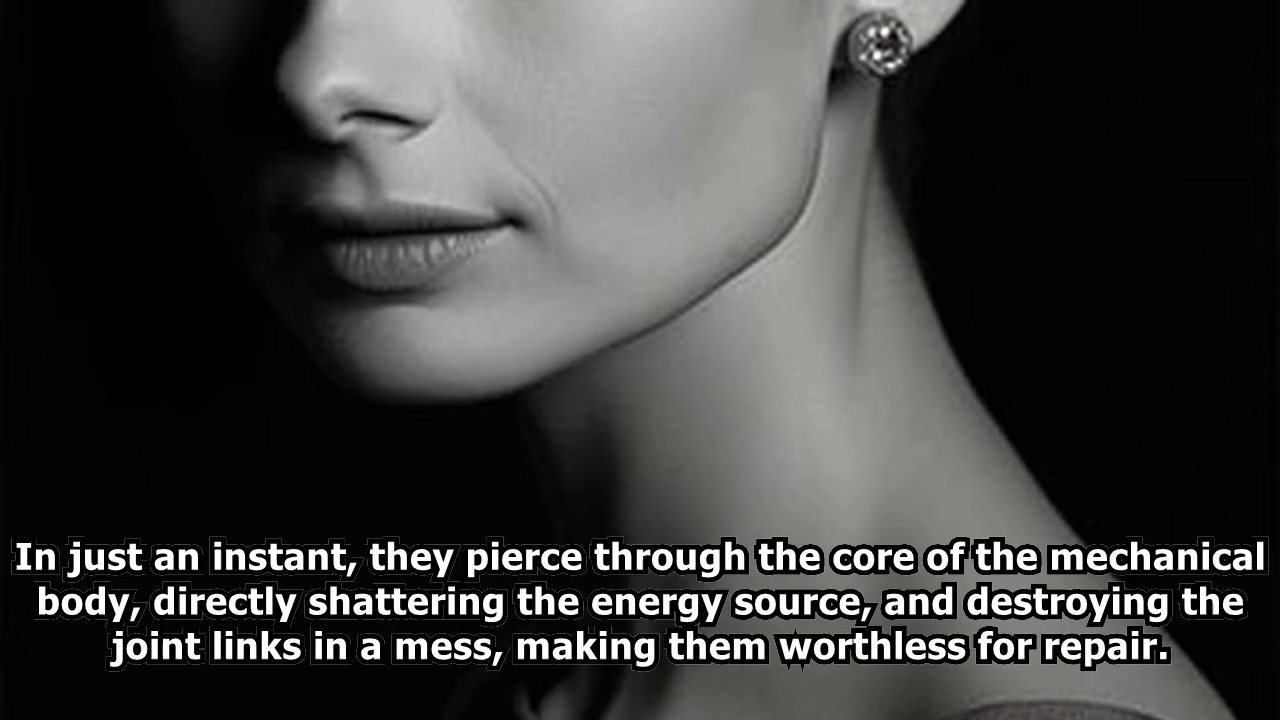 In just an instant, they pierce through the core of the mechanical
body, directly shattering the energy source, and destroying the
joint links in a mess, making them worthless for repair.